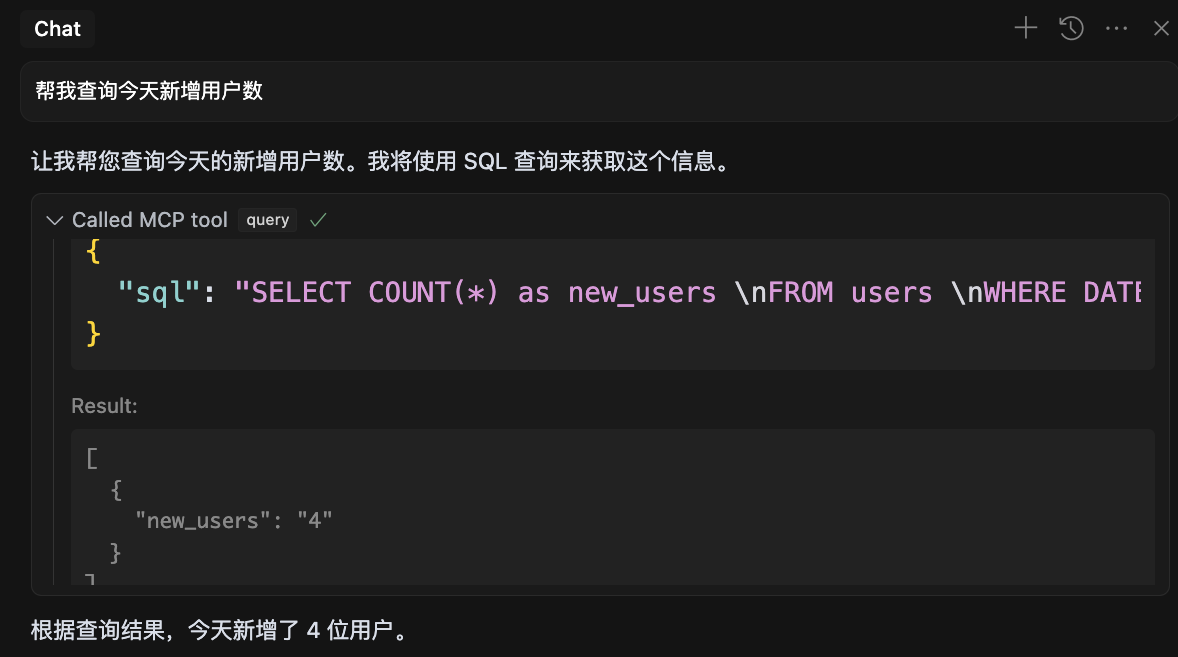 Chat
帮我查询今天新增用户数
让我帮您查询今天的新增用户数。我将使用 SQL 查询来获取这个信息。
Called MCP tool query
{
"sql": "SELECT COUNT(*) as new_users \nFROM users \nWHERE DATE
}
Result:
[
{
"new_users": "4"
}
]
根据查询结果，今天新增了 4 位用户。